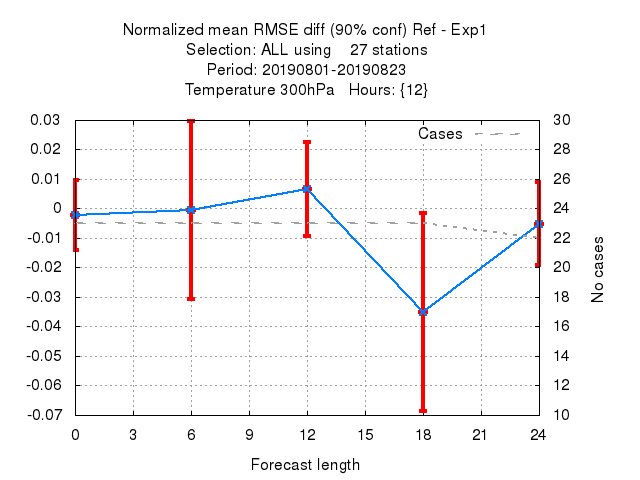 Normalized mean RMSE diff (90% conf) Ref - Exp1
Selection: ALL using    27 stations
Period: 20190801-20190823
Temperature 300hPa   Hours: {12}
Cases
0.03
0.02
0.01
0
-0.01
-0.02
-0.03
-0.04
-0.05
-0.06
-0.07
30
28
26
24
22
20
18
16
14
12
10
No cases
0 3 6 9 12 15 18 21 24
Forecast length